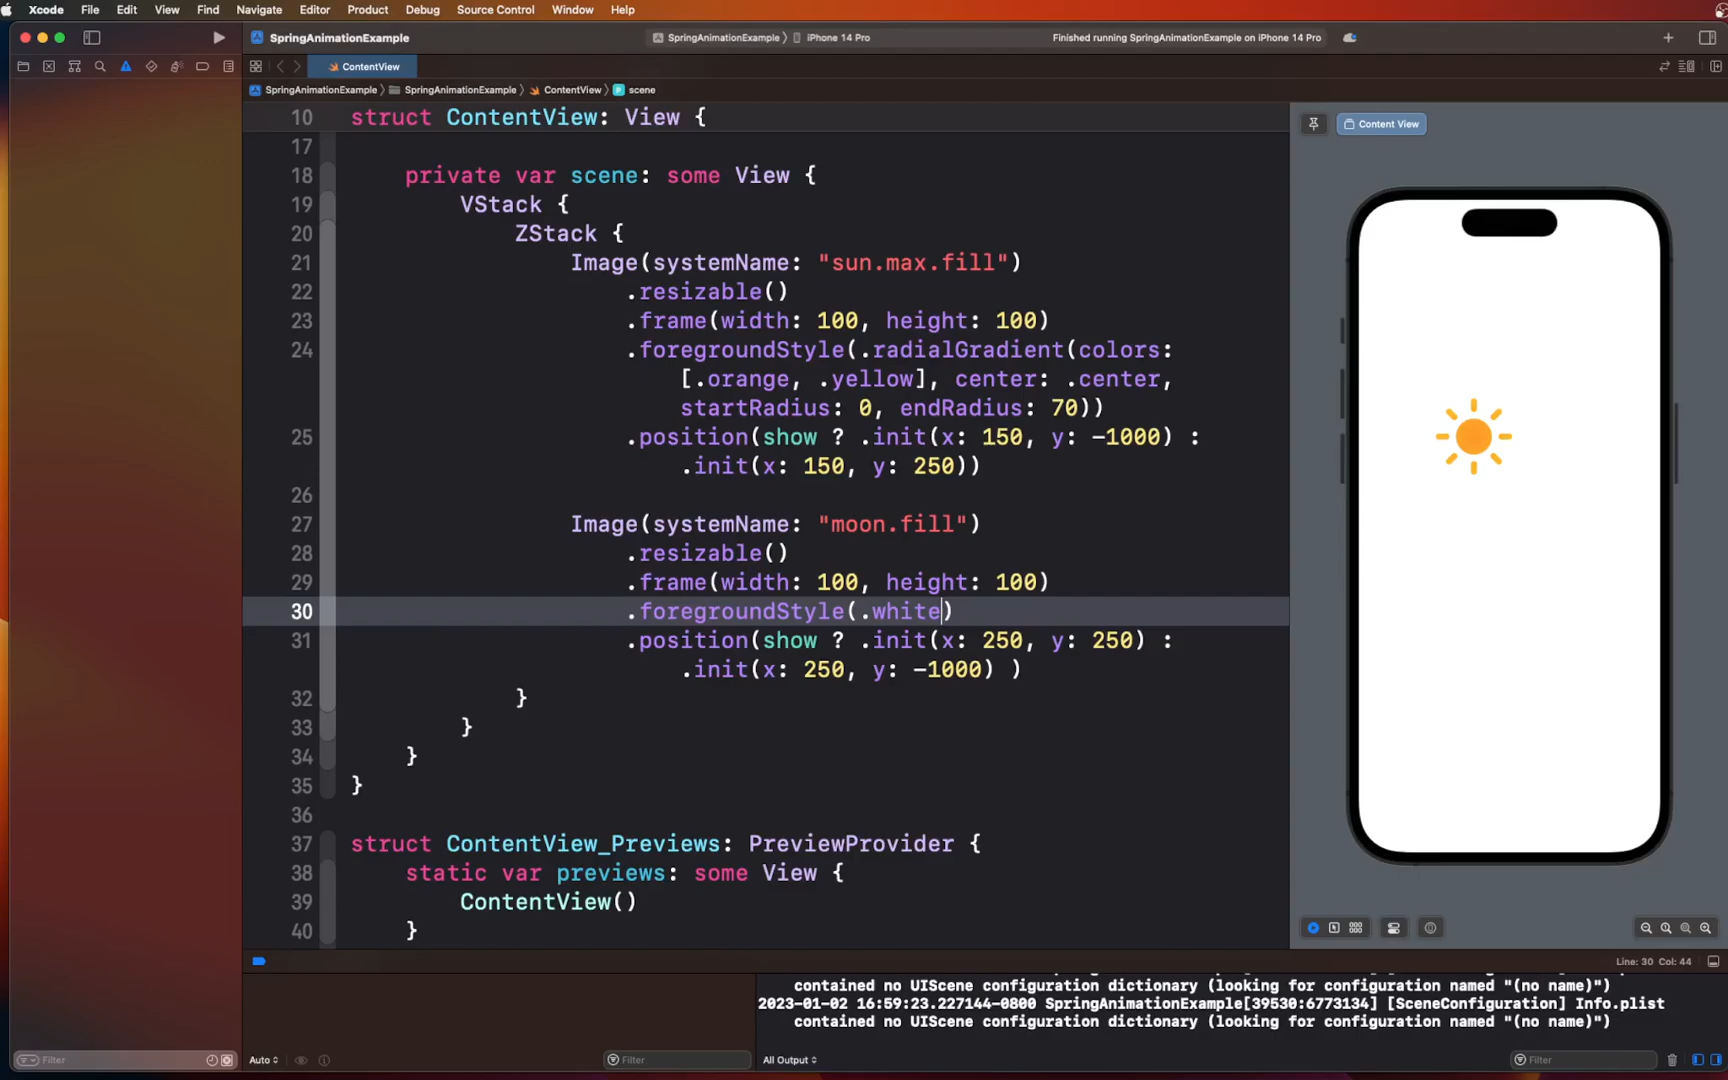 Xcode File Edit View Find Navigate Editor Product Debug Source Control Window Help
SpringAnimationExample
SpringAnimationExample iPhone 14 Pro
Finished running SpringAnimationExample on iPhone 14 Pro
ContentView
SpringAnimationExample SpringAnimationExample ContentView scene
10 struct ContentView: View {
17
18 private var scene: some View {
19 VStack {
20 ZStack {
21 Image(systemName: "sun.max.fill")
22 .resizable()
23 .frame(width: 100, height: 100)
24 .foregroundStyle(.radialGradient(colors:
[.orange, .yellow], center: .center,
startRadius: 0, endRadius: 70))
25 .position(show ? .init(x: 150, y: -1000) :
.init(x: 150, y: 250))
26
27 Image(systemName: "moon.fill")
28 .resizable()
29 .frame(width: 100, height: 100)
30 .foregroundStyle(.white)
31 .position(show ? .init(x: 250, y: 250) :
.init(x: 250, y: -1000) )
32 }
33 }
34 }
35 }
36
37 struct ContentView_Previews: PreviewProvider {
38 static var previews: some View {
39 ContentView()
40 }
Content View
Line: 30 Col: 44
contained no UIScene configuration dictionary (looking for configuration named "(no name)")
2023-01-02 16:59:23.227144-0800 SpringAnimationExample[39530:6773134] [SceneConfiguration] Info.plist
contained no UIScene configuration dictionary (looking for configuration named "(no name)")
Filter
Auto
Filter
All Output
Filter